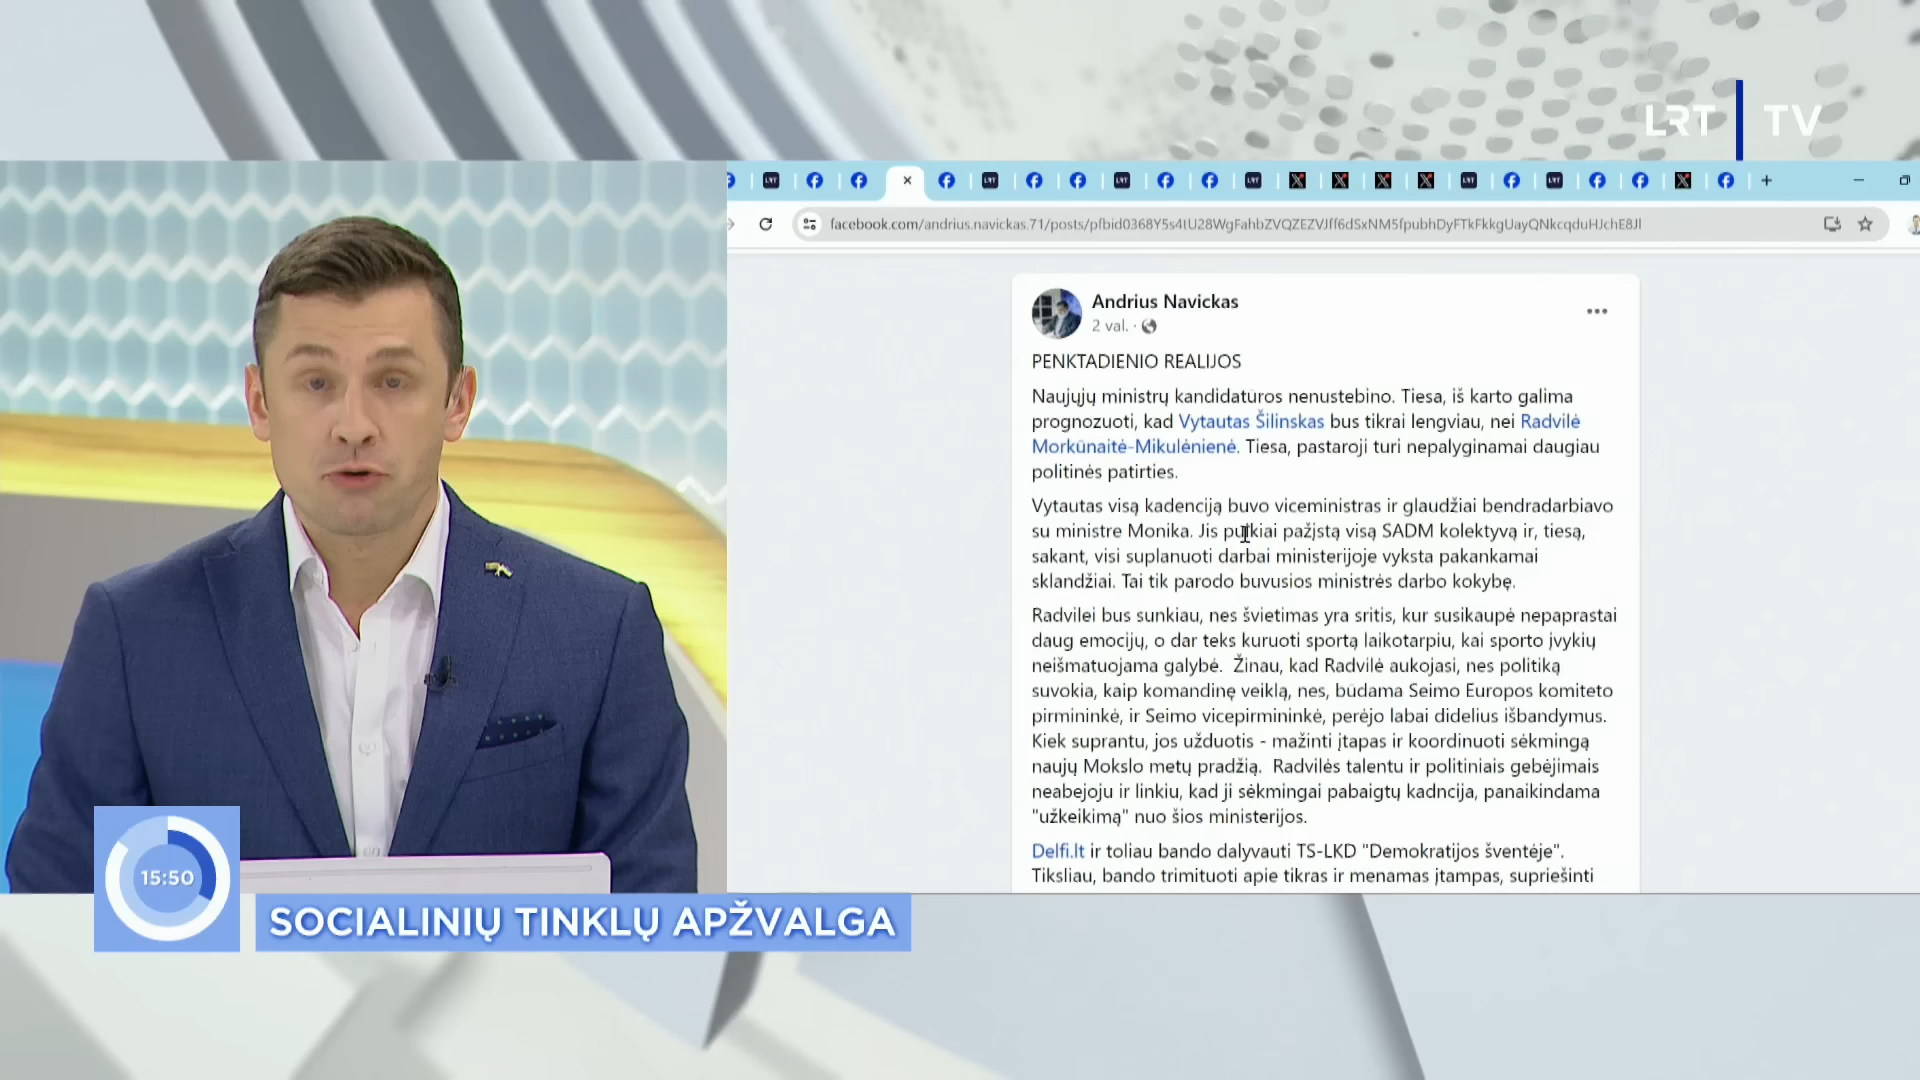 LRT TV
facebook.com/andrius.navickas.71/posts/pfbid0368Y5s4tU28WgFahbZVQZEZVJff6dSxNM5fpubhDyFTkFkkgUayQNkcqduHJchE8Jl
Andrius Navickas
2 val. ·
PENKTADIENIO REALIJOS
Naujųjų ministrų kandidatūros nenustebino. Tiesa, iš karto galima
prognozuoti, kad Vytautas Šilinskas bus tikrai lengviau, nei Radvilė
Morkūnaitė-Mikulėnienė. Tiesa, pastaroji turi nepalyginamai daugiau
politinės patirties.
Vytautas visą kadenciją buvo viceministras ir glaudžiai bendradarbiavo
su ministre Monika. Jis puikiai pažįstą visą SADM kolektyvą ir, tiesą,
sakant, visi suplanuoti darbai ministerijoje vyksta pakankamai
sklandžiai. Tai tik parodo buvusios ministrės darbo kokybę.
Radvilei bus sunkiau, nes švietimas yra sritis, kur susikaupė nepaprastai
daug emocijų, o dar teks kuruoti sportą laikotarpiu, kai sporto įvykių
neišmatuojama galybė. Žinau, kad Radvilė aukojasi, nes politiką
suvokia, kaip komandinę veiklą, nes, būdama Seimo Europos komiteto
pirmininkė, ir Seimo vicepirmininkė, perėjo labai didelius išbandymus.
Kiek suprantu, jos užduotis - mažinti įtapas ir koordinuoti sėkmingą
naujų Mokslo metų pradžią. Radvilės talentu ir politiniais gebėjimais
neabejoju ir linkiu, kad ji sėkmingai pabaigtų kadncija, panaikindama
"užkeikimą" nuo šios ministerijos.
Delfi.lt ir toliau bando dalyvauti TS-LKD "Demokratijos šventėje".
Tiksliau, bando trimituoti apie tikras ir menamas įtampas, supriešinti
15:50
SOCIALINIŲ TINKLŲ APŽVALGA